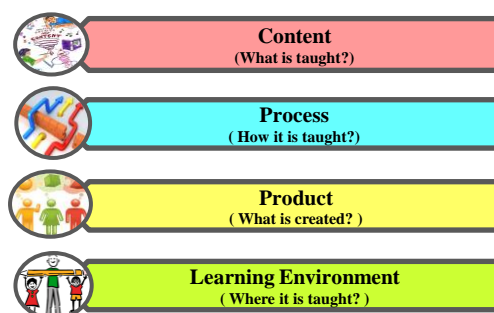 Content
(What is taught?)
Process
( How it is taught?)
Product
( What is created? )
Learning Environment
( Where it is taught? )